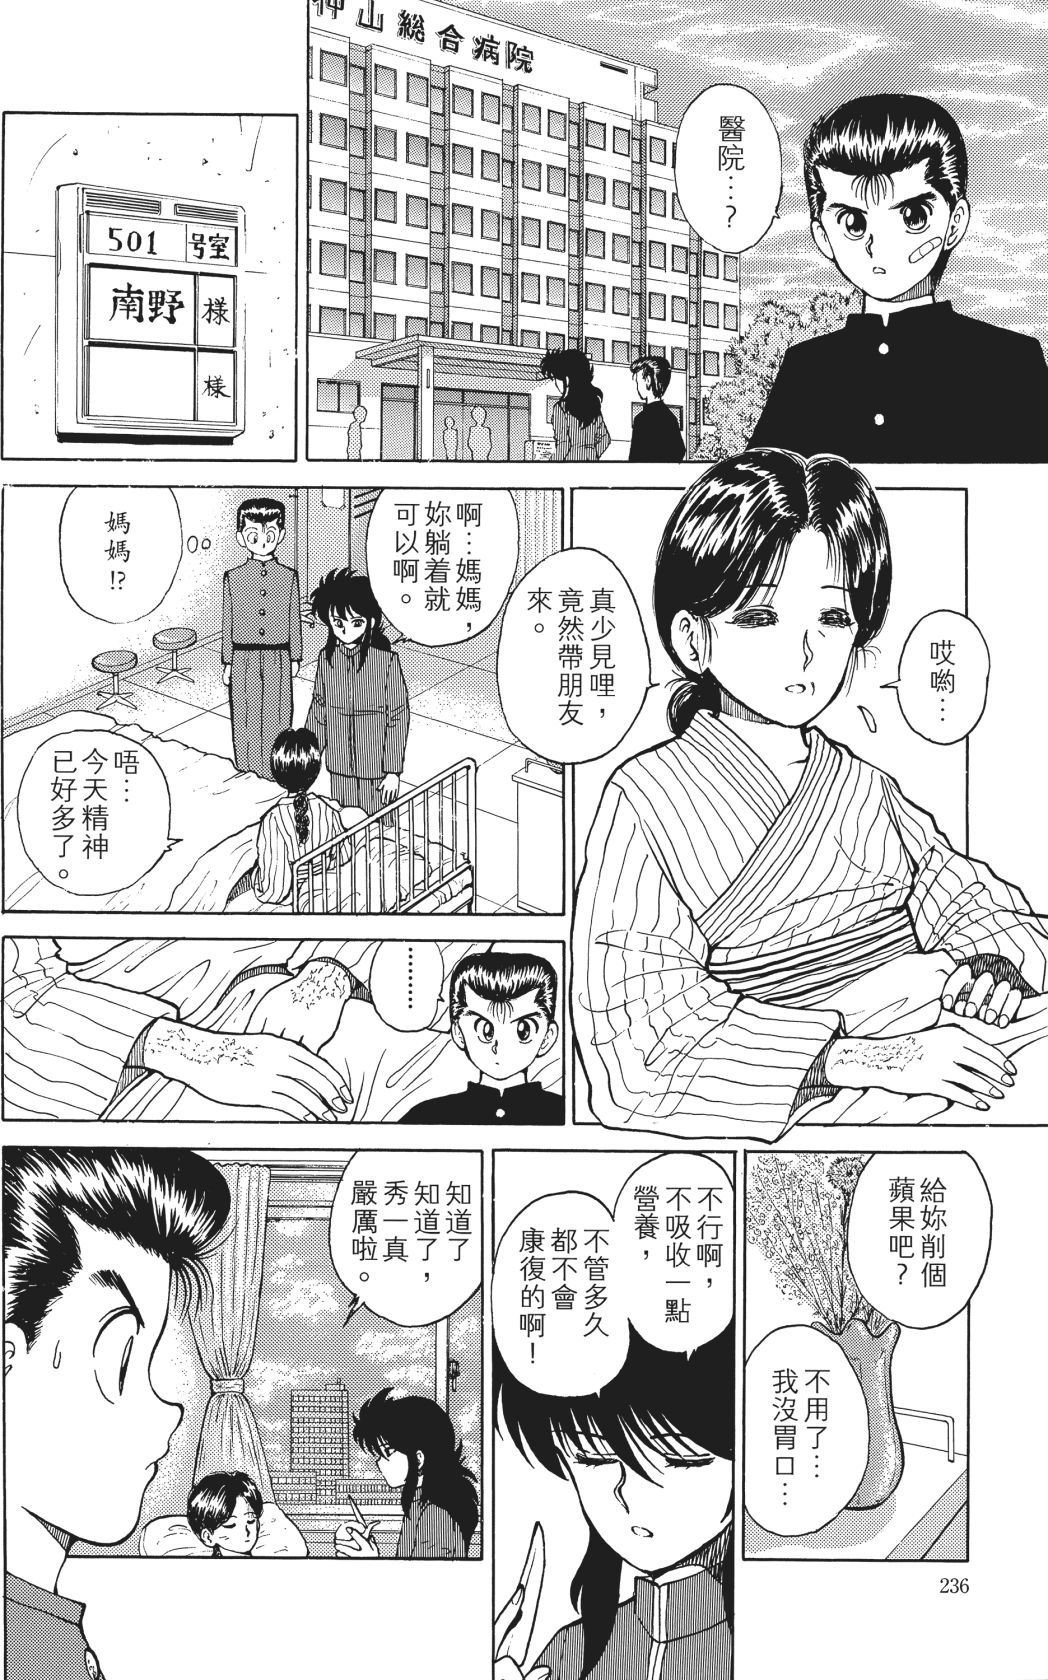 仲山総合病院
醫院…?
501 号室
南野 様
様
哎喲…
真少見哩，
竟然帶朋友
來。
啊…媽媽，
妳躺着就
可以啊。
媽
媽!?
唔…
今天精神
已好多了。
………
給妳削個
蘋果吧?
不用了…
我沒胃口…
不行啊，
不吸收一點
營養，
不管多久
都不會
康復的啊!
知道了
知道了，
秀一真
嚴厲啦。
236